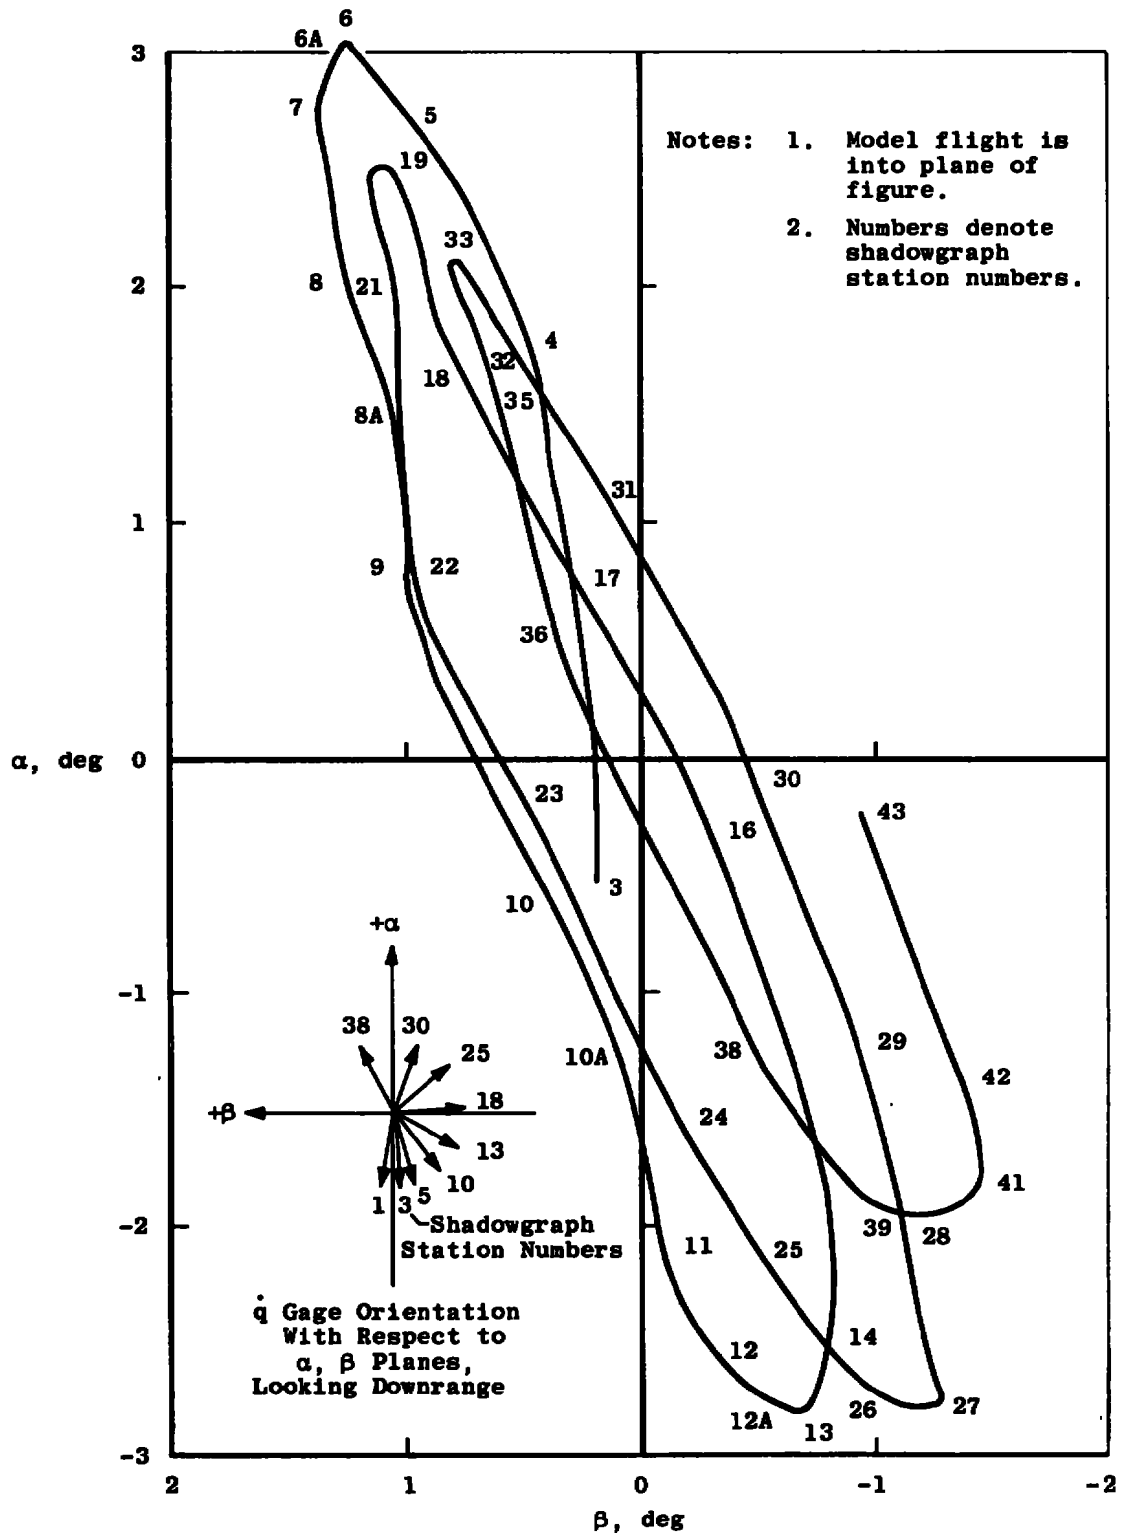 6
6A
3
7
5
19
Notes: 1. Model flight is
into plane of
figure.
2. Numbers denote
shadowgraph
station numbers.
33
2
8
21
4
32
18
35
8A
31
1
9
22
17
36
α, deg
0
23
30
16
43
3
10
+α
-1
38
30
25
10A
38
29
42
+β
18
24
13
10
1
3
5
41
Shadowgraph
Station Numbers
-2
11
25
39
28
q̇ Gage Orientation
With Respect to
α, β Planes,
Looking Downrange
12
14
12A
13
26
27
-3
2
1
0
-1
-2
β, deg